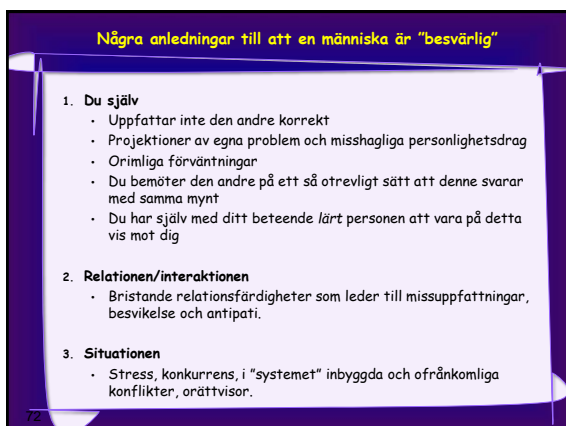 Några anledningar till att en människa är ”besvärlig”
1. Du själv
• Uppfattar inte den andre korrekt
• Projektioner av egna problem och misshagliga personlighetsdrag
• Orimliga förväntningar
• Du bemöter den andre på ett så otrevligt sätt att denne svarar
med samma mynt
• Du har själv med ditt beteende lärt personen att vara på detta
vis mot dig
2. Relationen/interaktionen
• Bristande relationsfärdigheter som leder till missuppfattningar,
besvikelse och antipati.
3. Situationen
• Stress, konkurrens, i ”systemet” inbyggda och ofrånkomliga
konflikter, orättvisor.
72